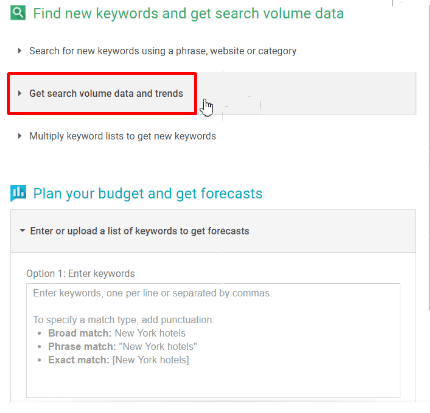 Find new keywords and get search volume data
Search for new keywords using a phrase, website or category
Get search volume data and trends
Multiply keyword lists to get new keywords
Plan your budget and get forecasts
Enter or upload a list of keywords to get forecasts
Option 1: Enter keywords
Enter keywords, one per line or separated by commas.
To specify a match type, add punctuation:
• Broad match: New York hotels
• Phrase match: "New York hotels"
• Exact match: [New York hotels]